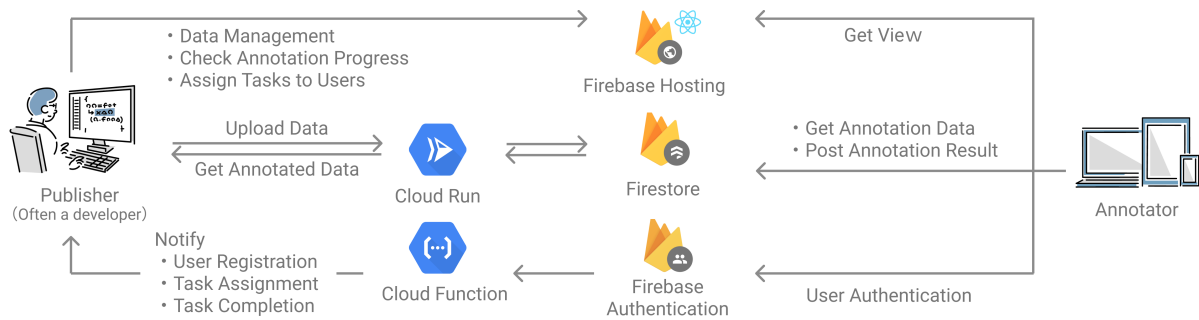 ・Data Management
・Check Annotation Progress
・Assign Tasks to Users
Firebase Hosting
Get View
Upload Data
Get Annotated Data
Cloud Run
Firestore
・Get Annotation Data
・Post Annotation Result
Publisher
（Often a developer）
Annotator
Notify
・User Registration
・Task Assignment
・Task Completion
Cloud Function
Firebase
Authentication
User Authentication